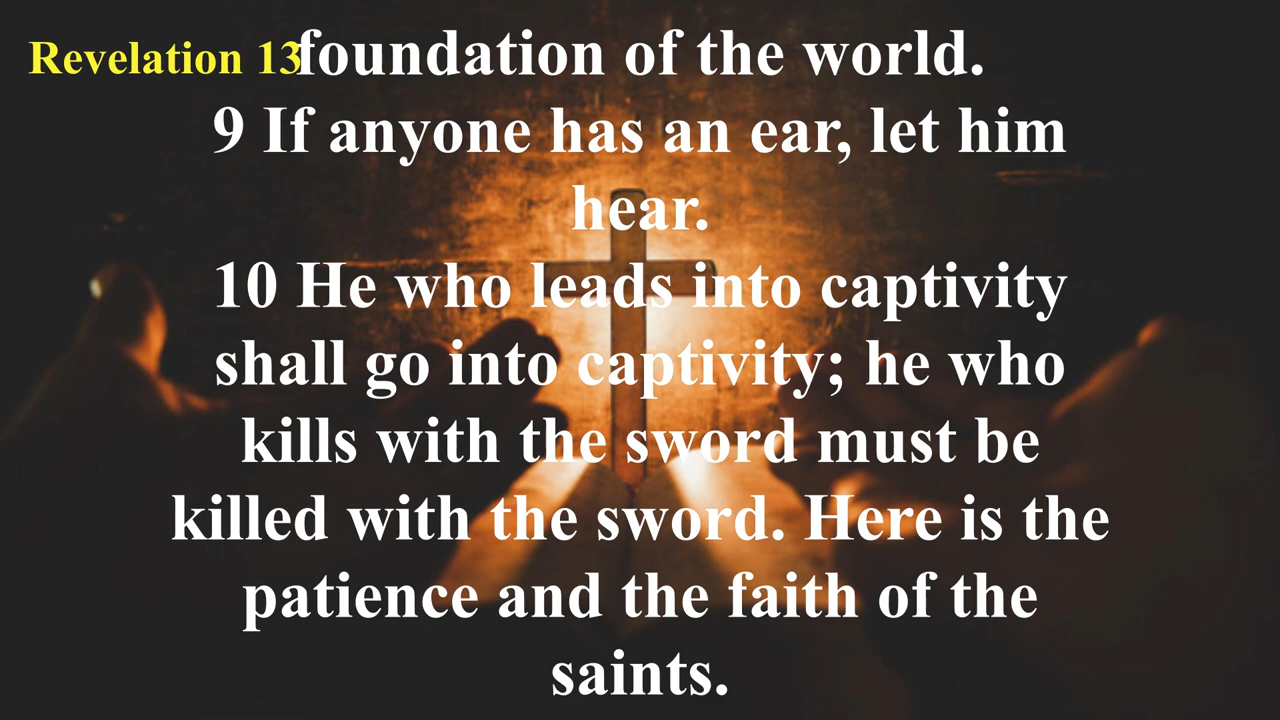 Revelation 13
foundation of the world.
9 If anyone has an ear, let him
hear.
10 He who leads into captivity
shall go into captivity; he who
kills with the sword must be
killed with the sword. Here is the
patience and the faith of the
saints.